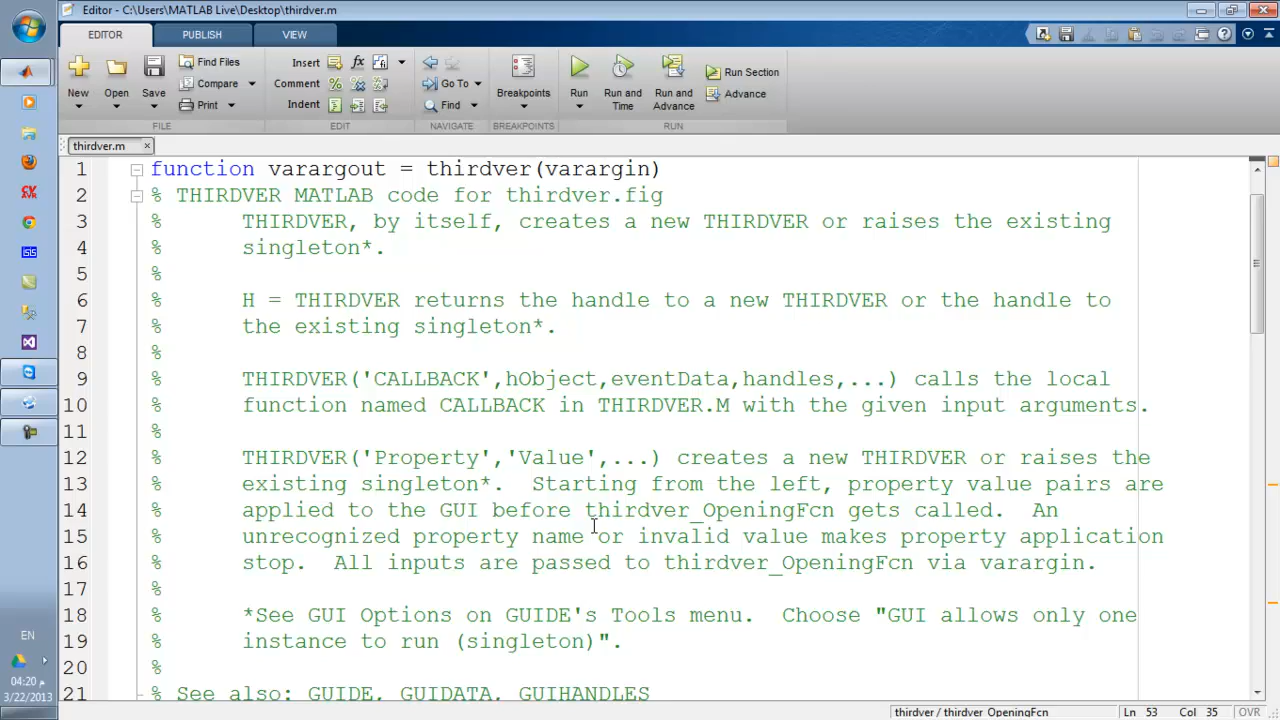 Editor - C:\Users\MATLAB Live\Desktop\thirdver.m
EDITOR
PUBLISH
VIEW
New
Open
Save
Find Files
Compare
Print
Insert
fx
Comment
Indent
Go To
Find
Breakpoints
Run
Run and Time
Run and Advance
Run Section
Advance
FILE
EDIT
NAVIGATE
BREAKPOINTS
RUN
thirdver.m
1 function varargout = thirdver(varargin)
2 % THIRDVER MATLAB code for thirdver.fig
3 % THIRDVER, by itself, creates a new THIRDVER or raises the existing
4 % singleton*.
5 %
6 % H = THIRDVER returns the handle to a new THIRDVER or the handle to
7 % the existing singleton*.
8 %
9 % THIRDVER('CALLBACK',hObject,eventData,handles,...) calls the local
10 % function named CALLBACK in THIRDVER.M with the given input arguments.
11 %
12 % THIRDVER('Property','Value',...) creates a new THIRDVER or raises the
13 % existing singleton*.  Starting from the left, property value pairs are
14 % applied to the GUI before thirdver_OpeningFcn gets called.  An
15 % unrecognized property name or invalid value makes property application
16 % stop.  All inputs are passed to thirdver_OpeningFcn via varargin.
17 %
18 % *See GUI Options on GUIDE's Tools menu.  Choose "GUI allows only one
19 % instance to run (singleton)".
20 %
21 % See also: GUIDE, GUIDATA, GUIHANDLES
thirdver / thirdver_OpeningFcn
Ln 53 Col 35 OVR
CV
AVR
ISIS
EN
04:20 م
3/22/2013